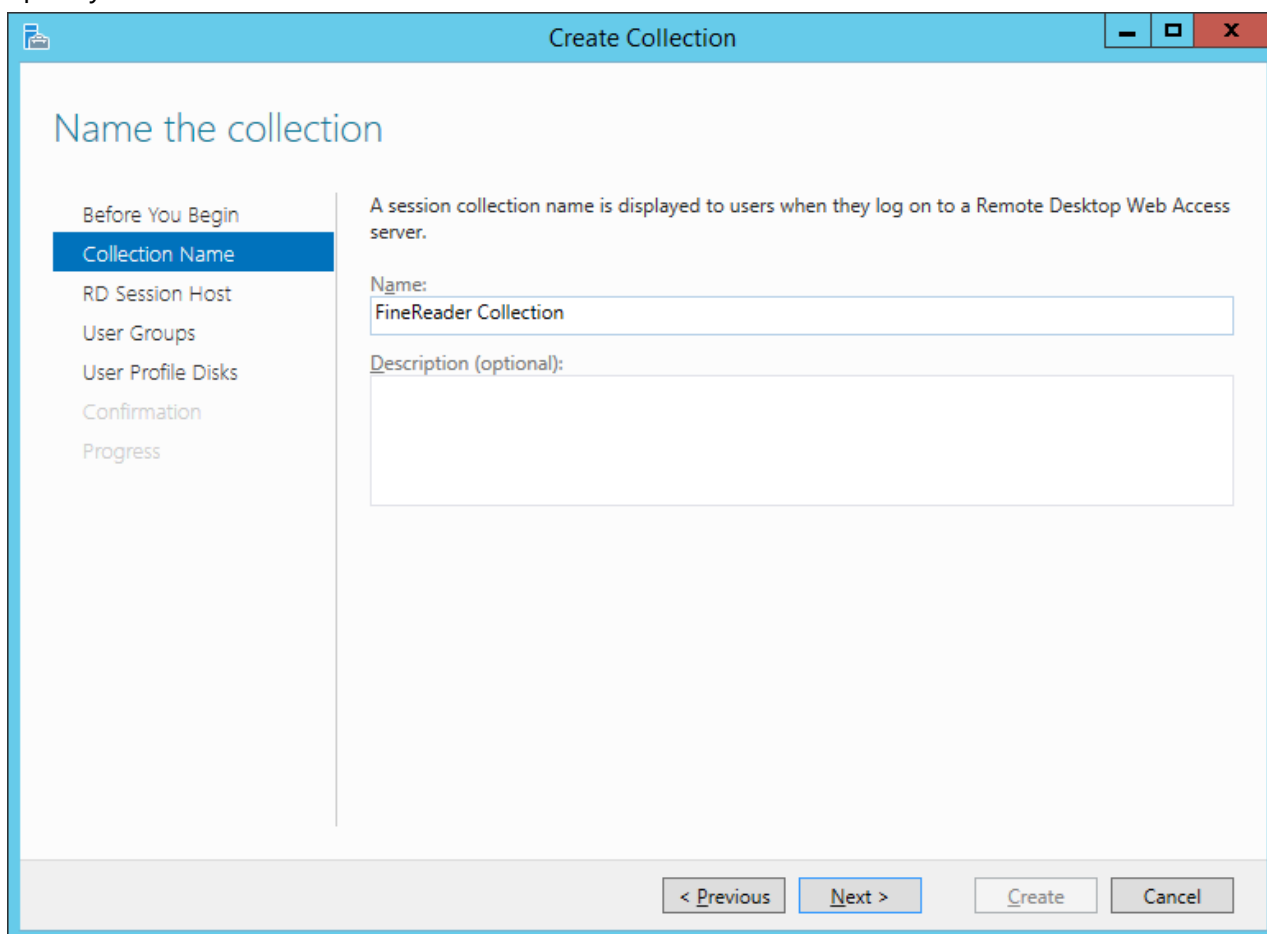 Create Collection
Name the collection
Before You Begin
Collection Name
RD Session Host
User Groups
User Profile Disks
Confirmation
Progress
A session collection name is displayed to users when they log on to a Remote Desktop Web Access
server.
Name:
FineReader Collection
Description (optional):
< Previous
Next >
Create
Cancel